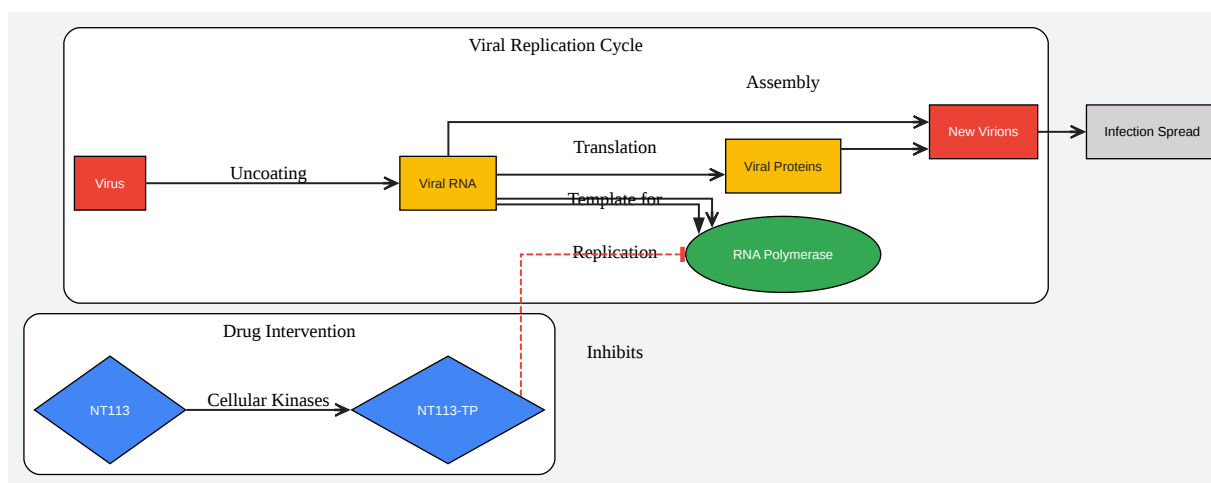 Viral Replication Cycle
Assembly
New Virions
Infection Spread
Translation
Viral Proteins
Virus
Uncoating
Viral RNA
Template for
Replication
RNA Polymerase
Drug Intervention
Inhibits
NT113
Cellular Kinases
NT113-TP